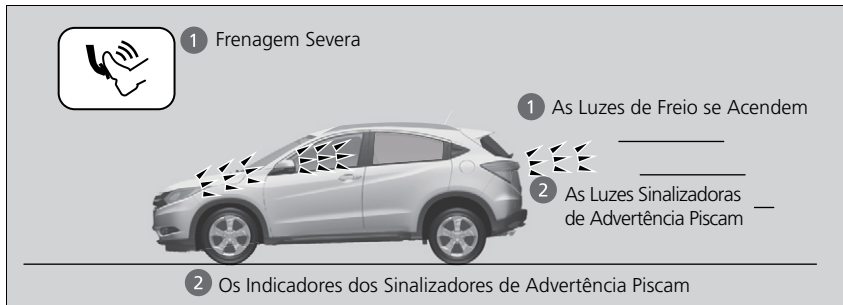 1 Frenagem Severa
1 As Luzes de Freio se Acendem
2 As Luzes Sinalizadoras
de Advertência Piscam
2 Os Indicadores dos Sinalizadores de Advertência Piscam